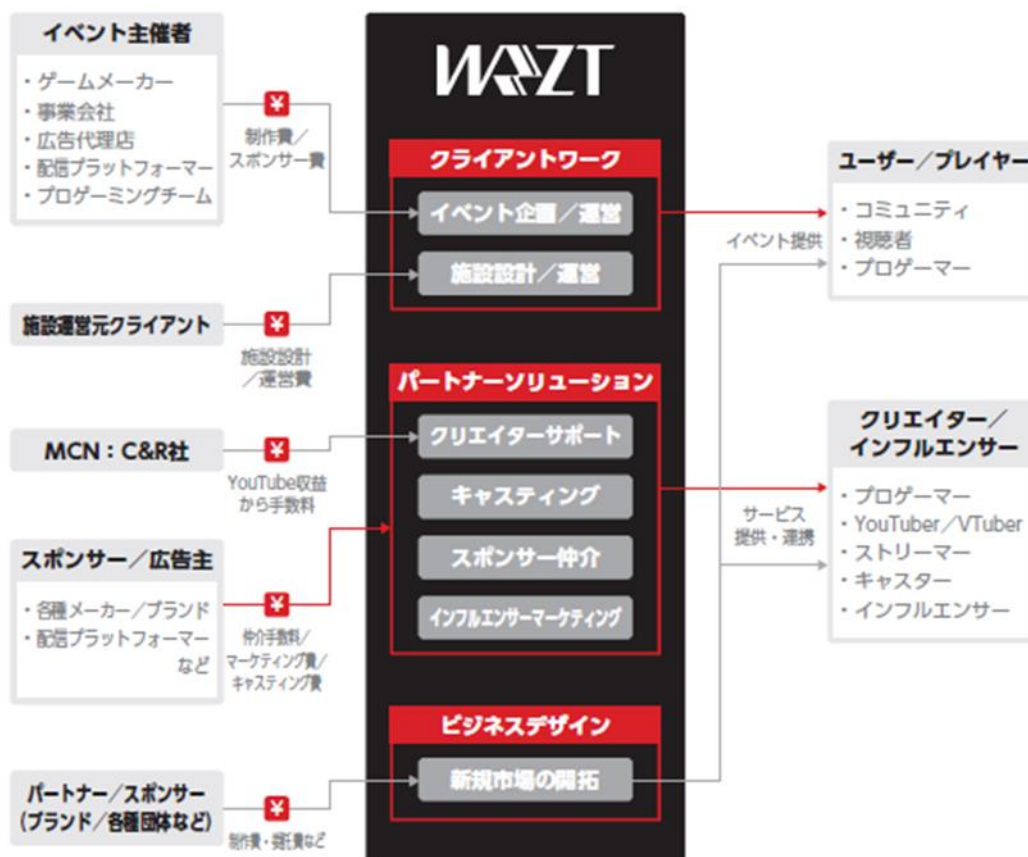 イベント主催者
・ゲームメーカー
・事業会社
・広告代理店
・配信プラットフォーマー
・プロゲーミングチーム
¥
制作費／
スポンサー費
施設運営元クライアント
¥
施設設計
／運営費
MCN：C&R社
¥
YouTube収益
から手数料
スポンサー／広告主
・各種メーカー／ブランド
・配信プラットフォーマー
など
¥
仲介手数料／
マーケティング費／
キャスティング費
パートナー／スポンサー
(ブランド／各種団体など)
¥
制作費・委託費など
クライアントワーク
イベント企画／運営
施設設計／運営
パートナーソリューション
クリエイターサポート
キャスティング
スポンサー仲介
インフルエンサーマーケティング
ビジネスデザイン
新規市場の開拓
イベント提供
ユーザー／プレイヤー
・コミュニティ
・視聴者
・プロゲーマー
サービス
提供・連携
クリエイター／
インフルエンサー
・プロゲーマー
・YouTuber／VTuber
・ストリーマー
・キャスター
・インフルエンサー